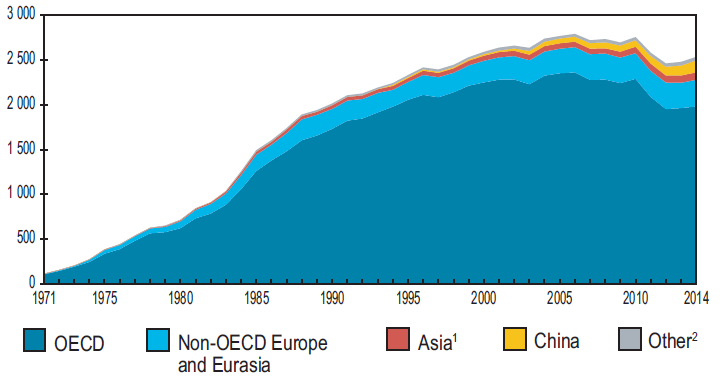 3 000
2 500
2 000
1 500
1 000
500
0
1971 1975 1980 1985 1990 1995 2000 2005 2010 2014
OECD
Non-OECD Europe
and Eurasia
Asia¹
China
Other²